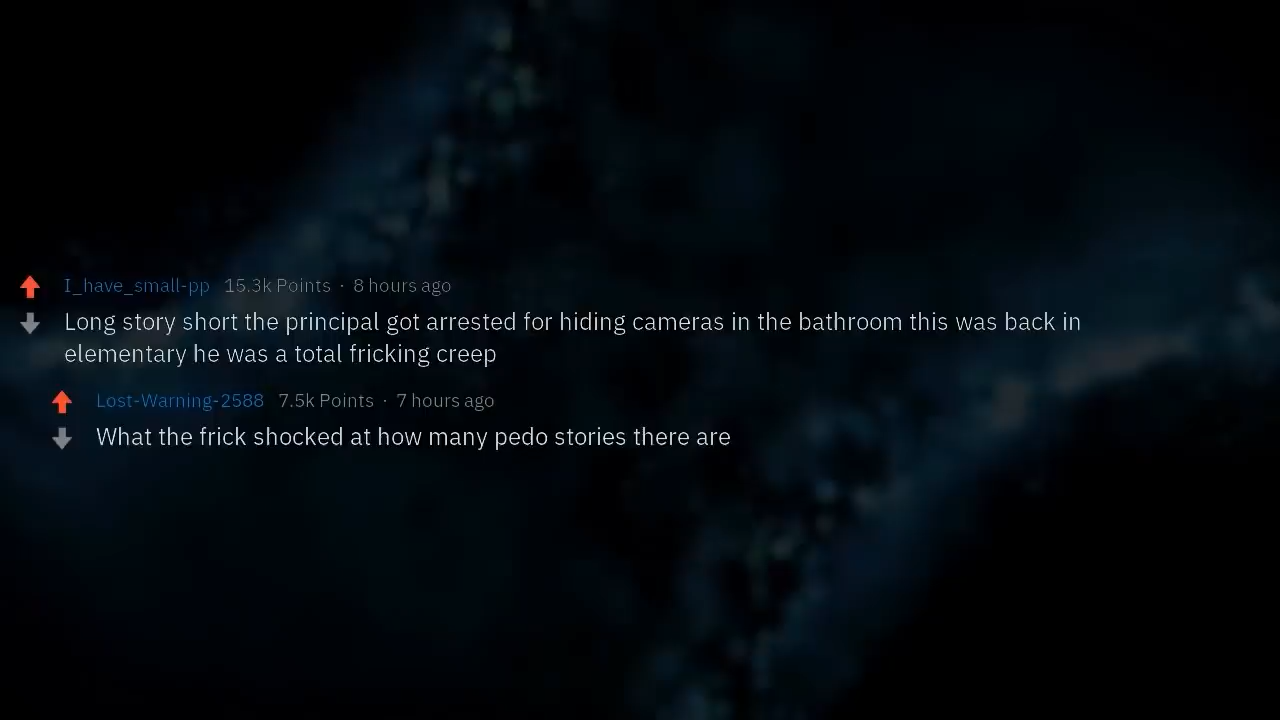 I_have_small-pp 15.3k Points · 8 hours ago
Long story short the principal got arrested for hiding cameras in the bathroom this was back in
elementary he was a total fricking creep
Lost-Warning-2588 7.5k Points · 7 hours ago
What the frick shocked at how many pedo stories there are